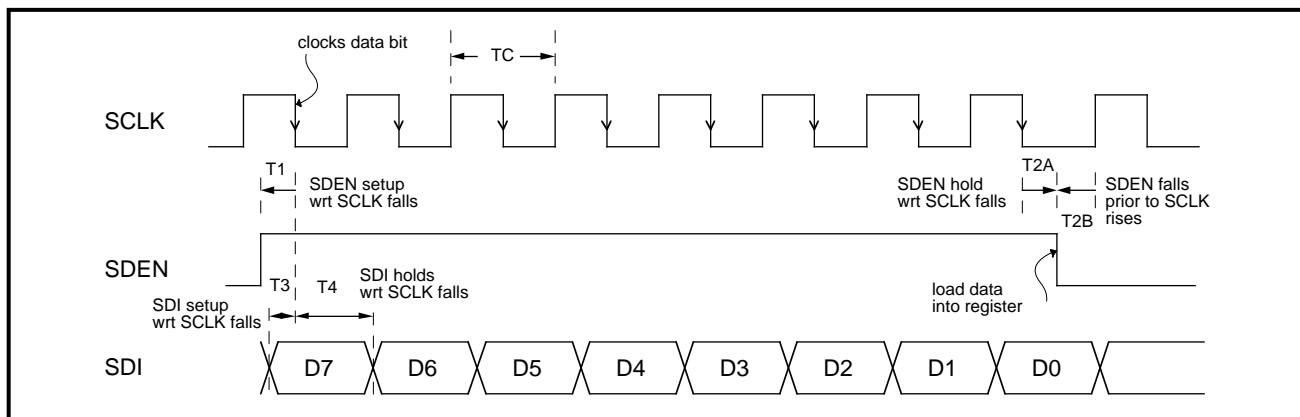 clocks data bit
TC
SCLK
T1
SDEN setup
wrt SCLK falls
SDEN hold
wrt SCLK falls
T2A
SDEN falls
prior to SCLK
rises
T2B
SDEN
T3
T4
SDI holds
wrt SCLK falls
SDI setup
wrt SCLK falls
load data
into register
SDI
D7
D6
D5
D4
D3
D2
D1
D0